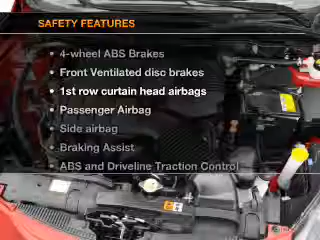 SAFETY FEATURES
• 4-wheel ABS Brakes
• Front Ventilated disc brakes
• 1st row curtain head airbags
• Passenger Airbag
• Side airbag
• Braking Assist
• ABS and Driveline Traction Control